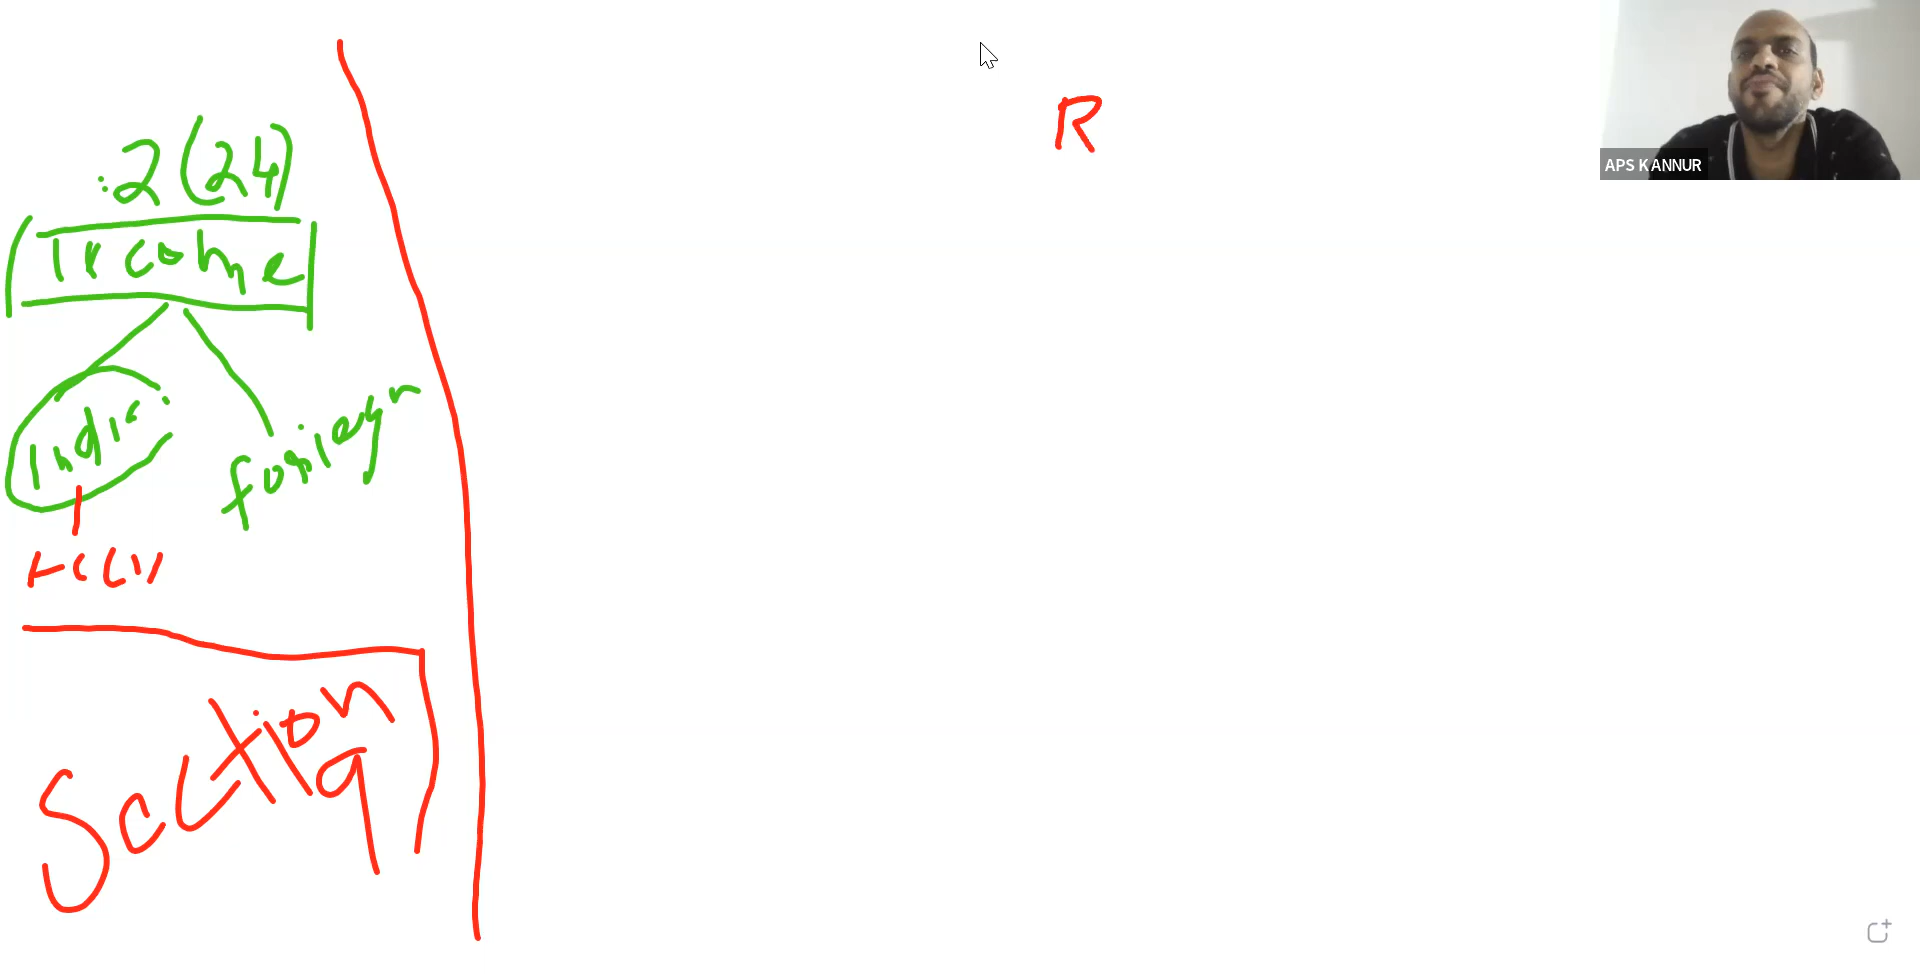 :2 (24)
Income
India
foriegn
Section
9
R
APS KANNUR